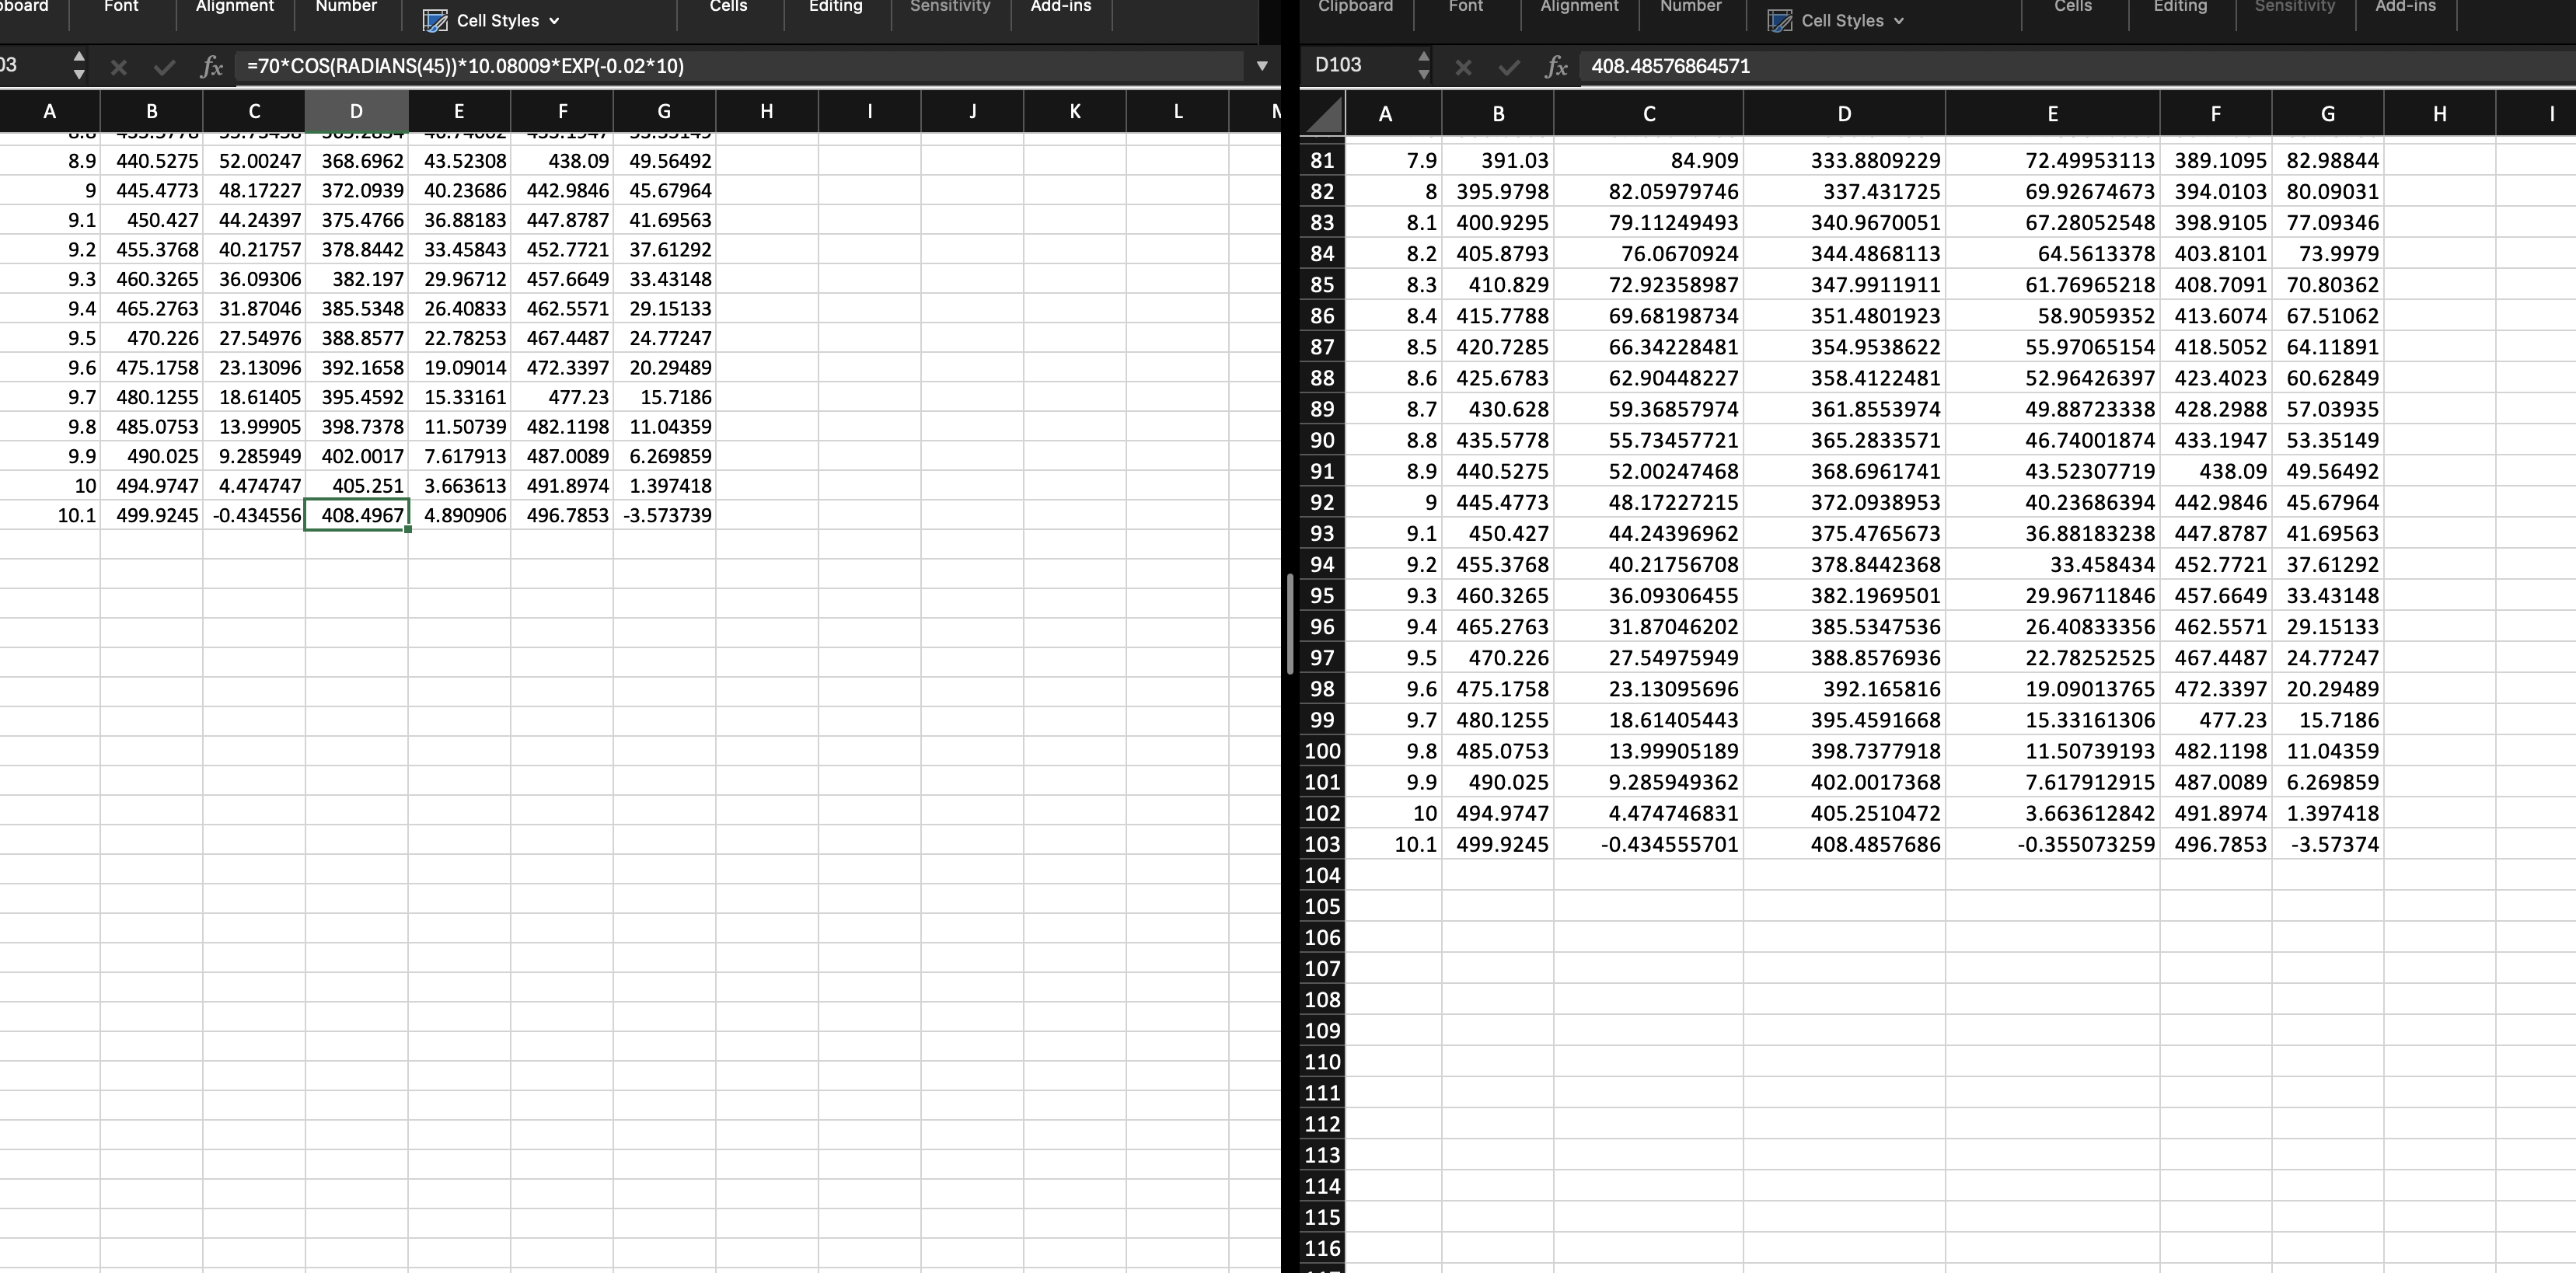 board Font Alignment Number Cell Styles Cells Editing Sensitivity Add-ins
03 fx =70*COS(RADIANS(45))*10.08009*EXP(-0.02*10)
A B C D E F G H I J K L
8.9 440.5275 52.00247 368.6962 43.52308 438.09 49.56492
9 445.4773 48.17227 372.0939 40.23686 442.9846 45.67964
9.1 450.427 44.24397 375.4766 36.88183 447.8787 41.69563
9.2 455.3768 40.21757 378.8442 33.45843 452.7721 37.61292
9.3 460.3265 36.09306 382.197 29.96712 457.6649 33.43148
9.4 465.2763 31.87046 385.5348 26.40833 462.5571 29.15133
9.5 470.226 27.54976 388.8577 22.78253 467.4487 24.77247
9.6 475.1758 23.13096 392.1658 19.09014 472.3397 20.29489
9.7 480.1255 18.61405 395.4592 15.33161 477.23 15.7186
9.8 485.0753 13.99905 398.7378 11.50739 482.1198 11.04359
9.9 490.025 9.285949 402.0017 7.617913 487.0089 6.269859
10 494.9747 4.474747 405.251 3.663613 491.8974 1.397418
10.1 499.9245 -0.434556 408.4967 4.890906 496.7853 -3.573739
Clipboard Font Alignment Number Cell Styles Cells Editing Sensitivity Add-ins
D103 fx 408.48576864571
A B C D E F G H I
81 7.9 391.03 84.909 333.8809229 72.49953113 389.1095 82.98844
82 8 395.9798 82.05979746 337.431725 69.92674673 394.0103 80.09031
83 8.1 400.9295 79.11249493 340.9670051 67.28052548 398.9105 77.09346
84 8.2 405.8793 76.0670924 344.4868113 64.5613378 403.8101 73.9979
85 8.3 410.829 72.92358987 347.9911911 61.76965218 408.7091 70.80362
86 8.4 415.7788 69.68198734 351.4801923 58.9059352 413.6074 67.51062
87 8.5 420.7285 66.34228481 354.9538622 55.97065154 418.5052 64.11891
88 8.6 425.6783 62.90448227 358.4122481 52.96426397 423.4023 60.62849
89 8.7 430.628 59.36857974 361.8553974 49.88723338 428.2988 57.03935
90 8.8 435.5778 55.73457721 365.2833571 46.74001874 433.1947 53.35149
91 8.9 440.5275 52.00247468 368.6961741 43.52307719 438.09 49.56492
92 9 445.4773 48.17227215 372.0938953 40.23686394 442.9846 45.67964
93 9.1 450.427 44.24396962 375.4765673 36.88183238 447.8787 41.69563
94 9.2 455.3768 40.21756708 378.8442368 33.458434 452.7721 37.61292
95 9.3 460.3265 36.09306455 382.1969501 29.96711846 457.6649 33.43148
96 9.4 465.2763 31.87046202 385.5347536 26.40833356 462.5571 29.15133
97 9.5 470.226 27.54975949 388.8576936 22.78252525 467.4487 24.77247
98 9.6 475.1758 23.13095696 392.165816 19.09013765 472.3397 20.29489
99 9.7 480.1255 18.61405443 395.4591668 15.33161306 477.23 15.7186
100 9.8 485.0753 13.99905189 398.7377918 11.50739193 482.1198 11.04359
101 9.9 490.025 9.285949362 402.0017368 7.617912915 487.0089 6.269859
102 10 494.9747 4.474746831 405.2510472 3.663612842 491.8974 1.397418
103 10.1 499.9245 -0.434555701 408.4857686 -0.355073259 496.7853 -3.57374
104
105
106
107
108
109
110
111
112
113
114
115
116